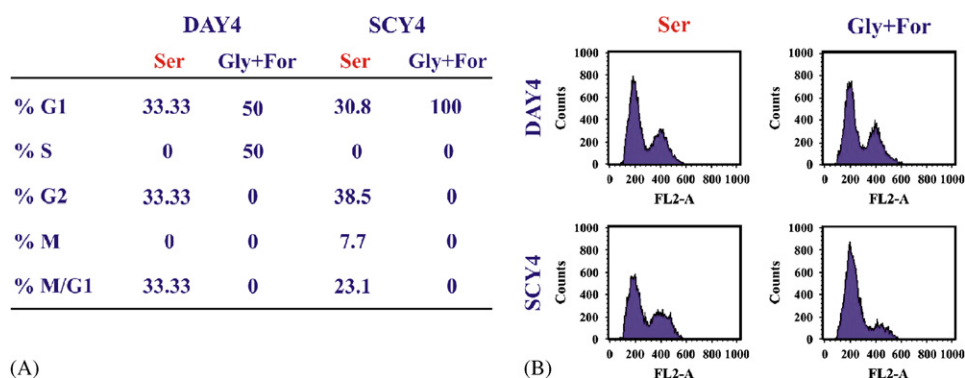 DAY4 SCY4
Ser Gly+For Ser Gly+For
% G1 33.33 50 30.8 100
% S 0 50 0 0
% G2 33.33 0 38.5 0
% M 0 0 7.7 0
% M/G1 33.33 0 23.1 0
(A)
Ser Gly+For
DAY4
Counts
1000
800
600
400
200
0
0 200 400 600 800 1000
FL2-A
Counts
1000
800
600
400
200
0
0 200 400 600 800 1000
FL2-A
SCY4
Counts
1000
800
600
400
200
0
0 200 400 600 800 1000
FL2-A
Counts
1000
800
600
400
200
0
0 200 400 600 800 1000
FL2-A
(B)